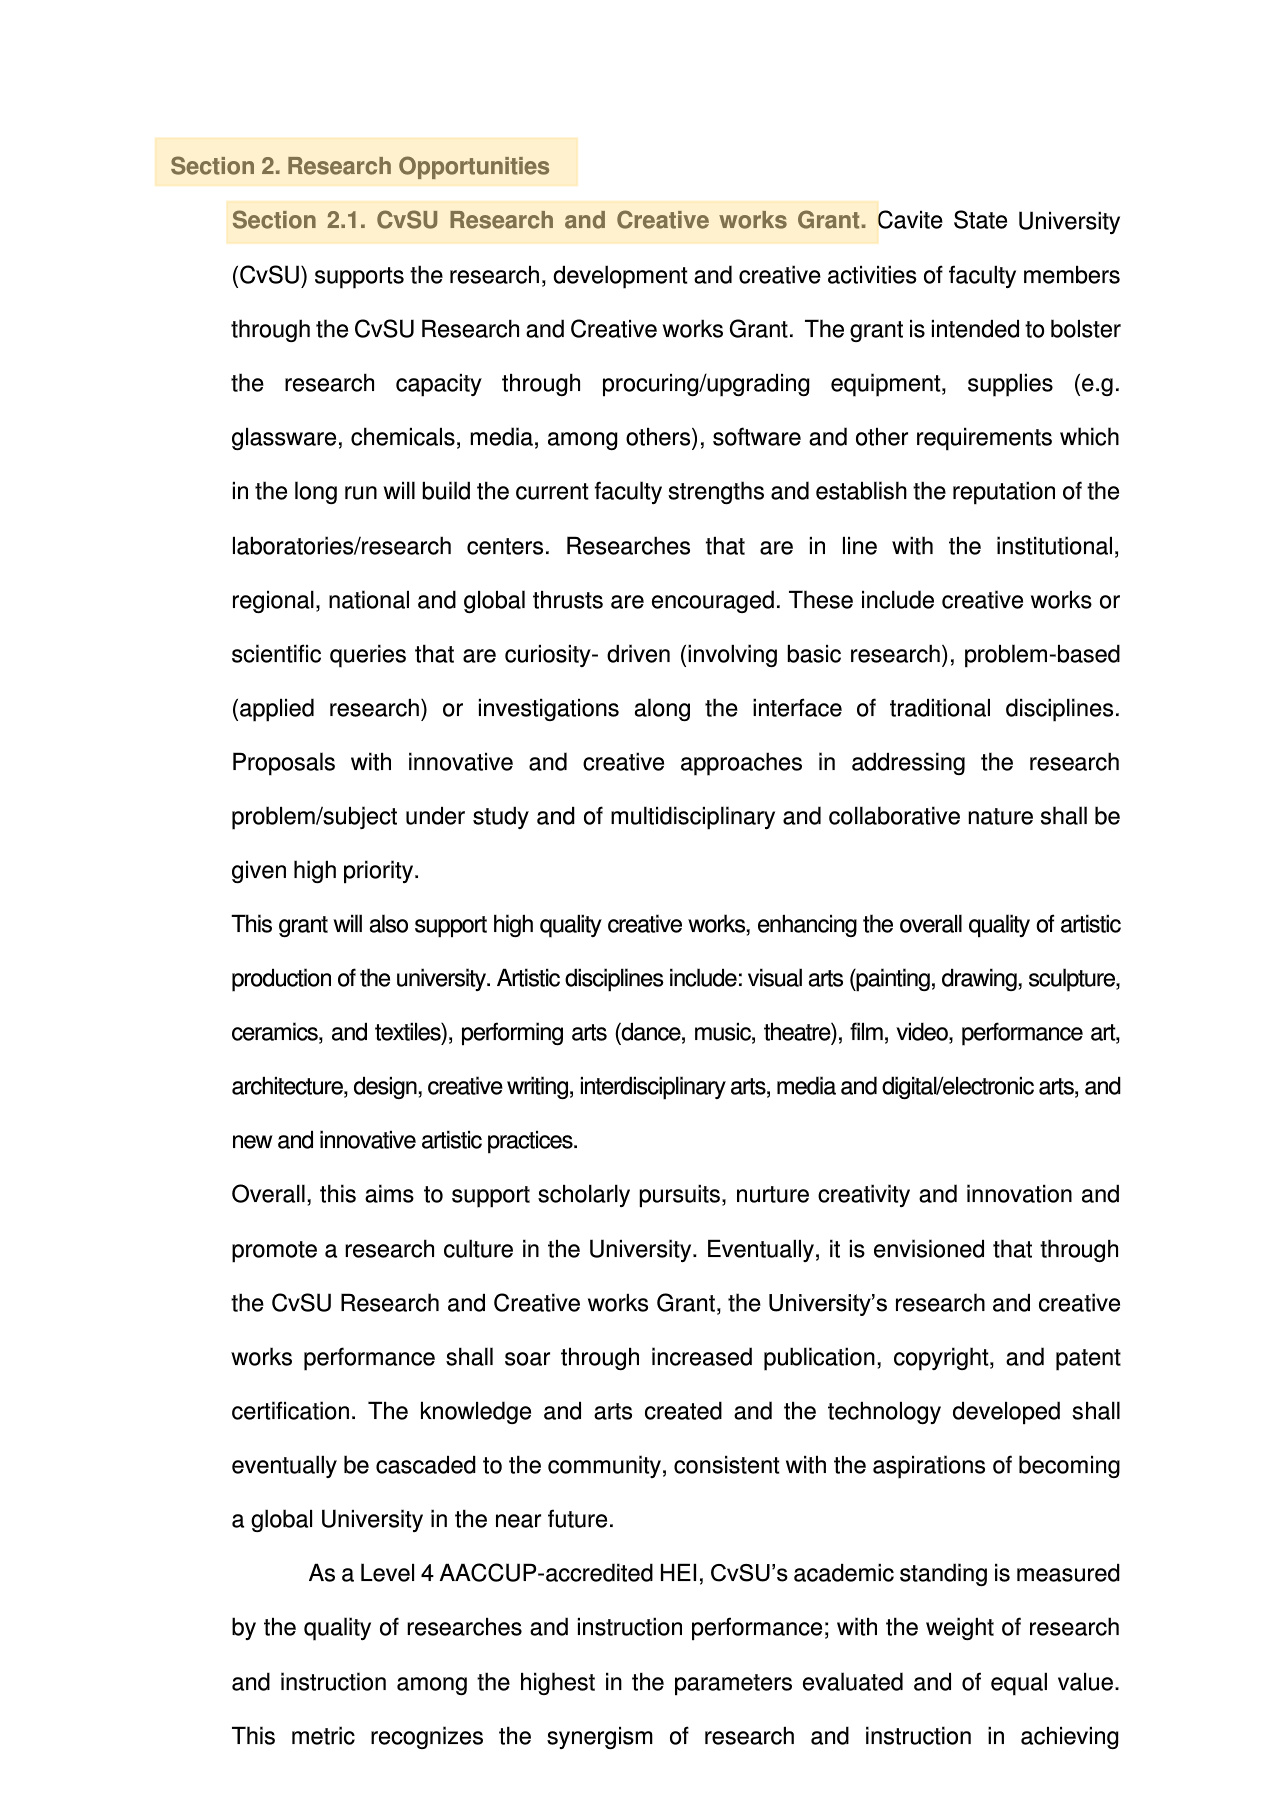 Section 2. Research Opportunities
Section 2.1. CvSU Research and Creative works Grant. Cavite State University
(CvSU) supports the research, development and creative activities of faculty members
through the CvSU Research and Creative works Grant.  The grant is intended to bolster
the research capacity through procuring/upgrading equipment, supplies (e.g.
glassware, chemicals, media, among others), software and other requirements which
in the long run will build the current faculty strengths and establish the reputation of the
laboratories/research centers. Researches that are in line with the institutional,
regional, national and global thrusts are encouraged. These include creative works or
scientific queries that are curiosity- driven (involving basic research), problem-based
(applied research) or investigations along the interface of traditional disciplines.
Proposals with innovative and creative approaches in addressing the research
problem/subject under study and of multidisciplinary and collaborative nature shall be
given high priority.
This grant will also support high quality creative works, enhancing the overall quality of artistic
production of the university. Artistic disciplines include: visual arts (painting, drawing, sculpture,
ceramics, and textiles), performing arts (dance, music, theatre), film, video, performance art,
architecture, design, creative writing, interdisciplinary arts, media and digital/electronic arts, and
new and innovative artistic practices.
Overall, this aims to support scholarly pursuits, nurture creativity and innovation and
promote a research culture in the University. Eventually, it is envisioned that through
the CvSU Research and Creative works Grant, the University’s research and creative
works performance shall soar through increased publication, copyright, and patent
certification. The knowledge and arts created and the technology developed shall
eventually be cascaded to the community, consistent with the aspirations of becoming
a global University in the near future.
As a Level 4 AACCUP-accredited HEI, CvSU’s academic standing is measured
by the quality of researches and instruction performance; with the weight of research
and instruction among the highest in the parameters evaluated and of equal value.
This metric recognizes the synergism of research and instruction in achieving